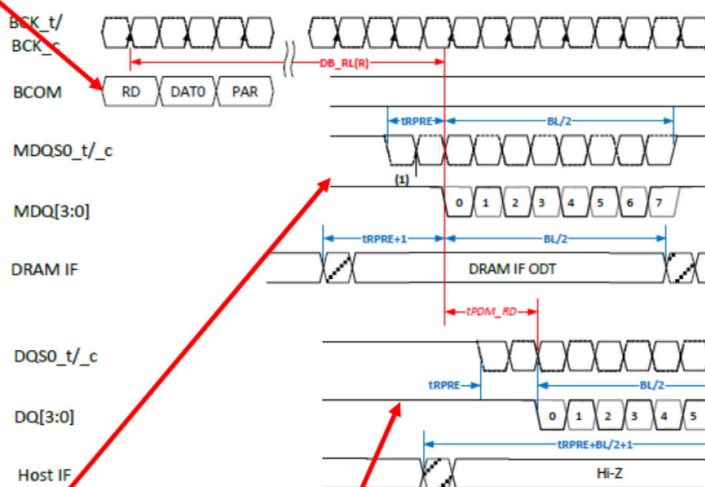 BCK_t/
BCK_c
DB_RL(R)
BCOM
RD DAT0 PAR
tRPRE BL/2
MDQS0_t/_c
(1)
MDQ[3:0]
0 1 2 3 4 5 6 7
tRPRE+1 BL/2
DRAM IF
DRAM IF ODT
tPDM_RD
DQS0_t/_c
tRPRE BL/2
DQ[3:0]
0 1 2 3 4 5
tRPRE+BL/2+1
Host IF
Hi-Z